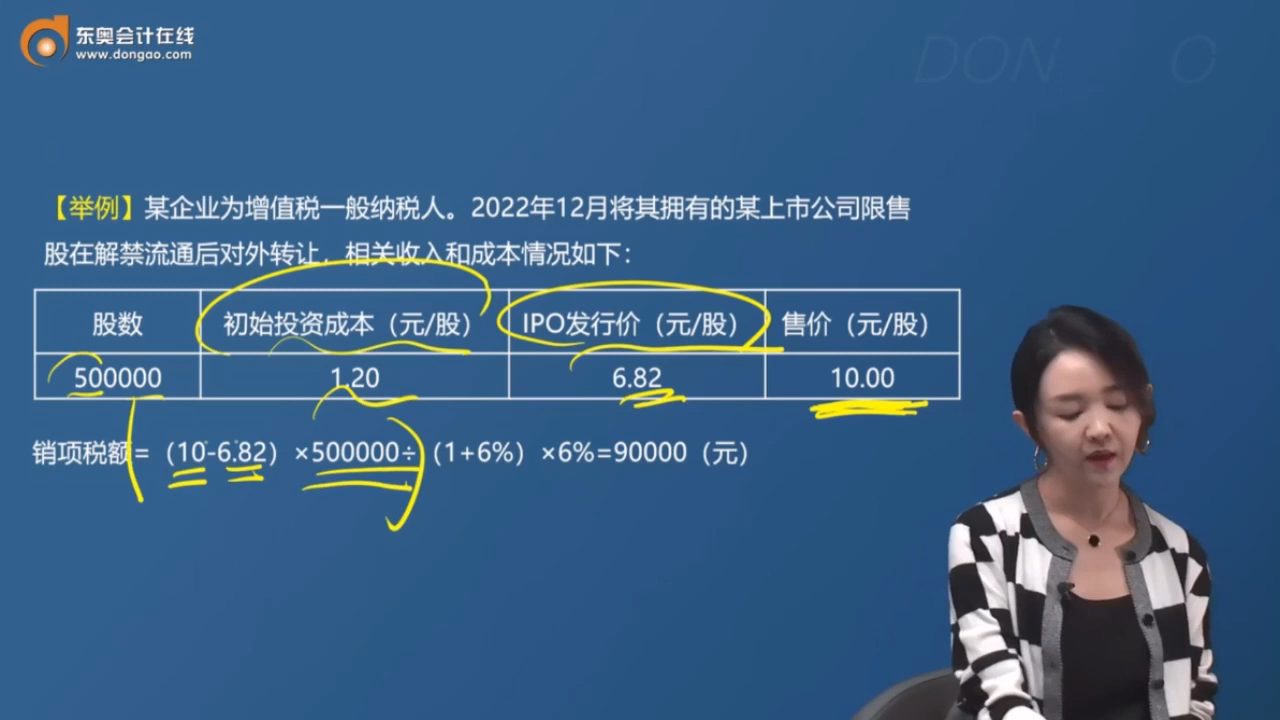 东奥会计在线
www.dongao.com
DON O
【举例】某企业为增值税一般纳税人。2022年12月将其拥有的某上市公司限售
股在解禁流通后对外转让，相关收入和成本情况如下：
股数 初始投资成本（元/股） IPO发行价（元/股） 售价（元/股）
500000 1.20 6.82 10.00
销项税额=（10-6.82）×500000÷（1+6%）×6%=90000（元）